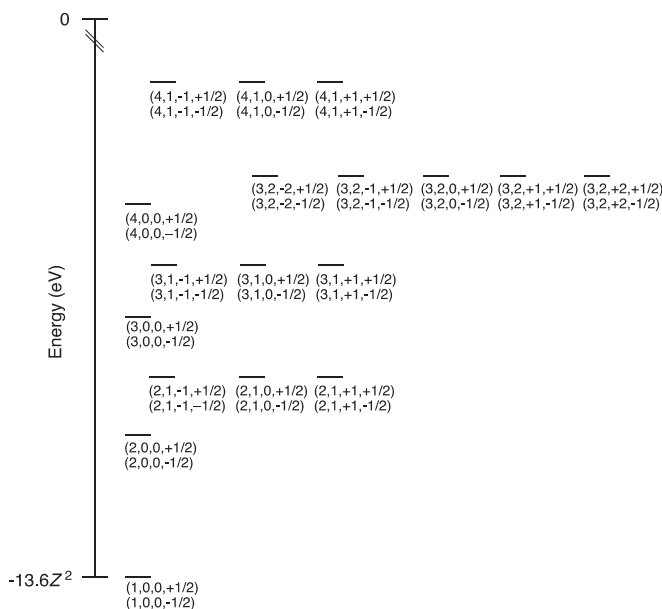 0
(4,1,-1,+1/2) (4,1,0,+1/2) (4,1,+1,+1/2)
(4,1,-1,-1/2) (4,1,0,-1/2) (4,1,+1,-1/2)
(3,2,-2,+1/2) (3,2,-1,+1/2) (3,2,0,+1/2) (3,2,+1,+1/2) (3,2,+2,+1/2)
(3,2,-2,-1/2) (3,2,-1,-1/2) (3,2,0,-1/2) (3,2,+1,-1/2) (3,2,+2,-1/2)
(4,0,0,+1/2)
(4,0,0,–1/2)
Energy (eV)
(3,1,-1,+1/2) (3,1,0,+1/2) (3,1,+1,+1/2)
(3,1,-1,-1/2) (3,1,0,-1/2) (3,1,+1,-1/2)
(3,0,0,+1/2)
(3,0,0,-1/2)
(2,1,-1,+1/2) (2,1,0,+1/2) (2,1,+1,+1/2)
(2,1,-1,–1/2) (2,1,0,-1/2) (2,1,+1,-1/2)
(2,0,0,+1/2)
(2,0,0,-1/2)
-13.6Z²
(1,0,0,+1/2)
(1,0,0,-1/2)